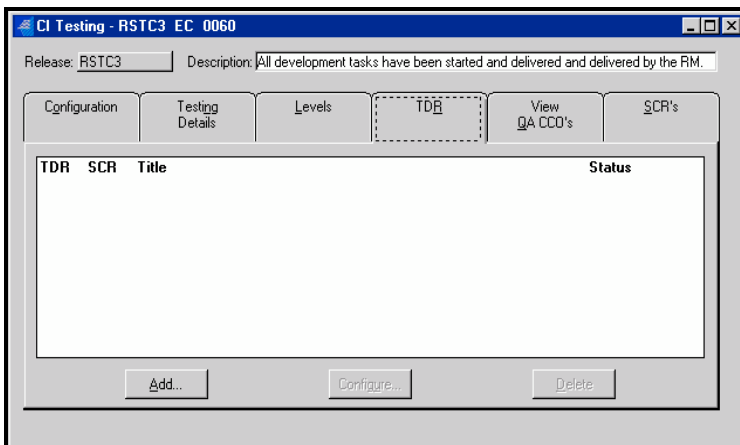 CI Testing - RSTC3 EC 0060
Release: RSTC3 Description: All development tasks have been started and delivered and delivered by the RM.
Configuration Testing Details Levels TDR View QA CCO's SCR's
TDR SCR Title Status
Add... Configure... Delete